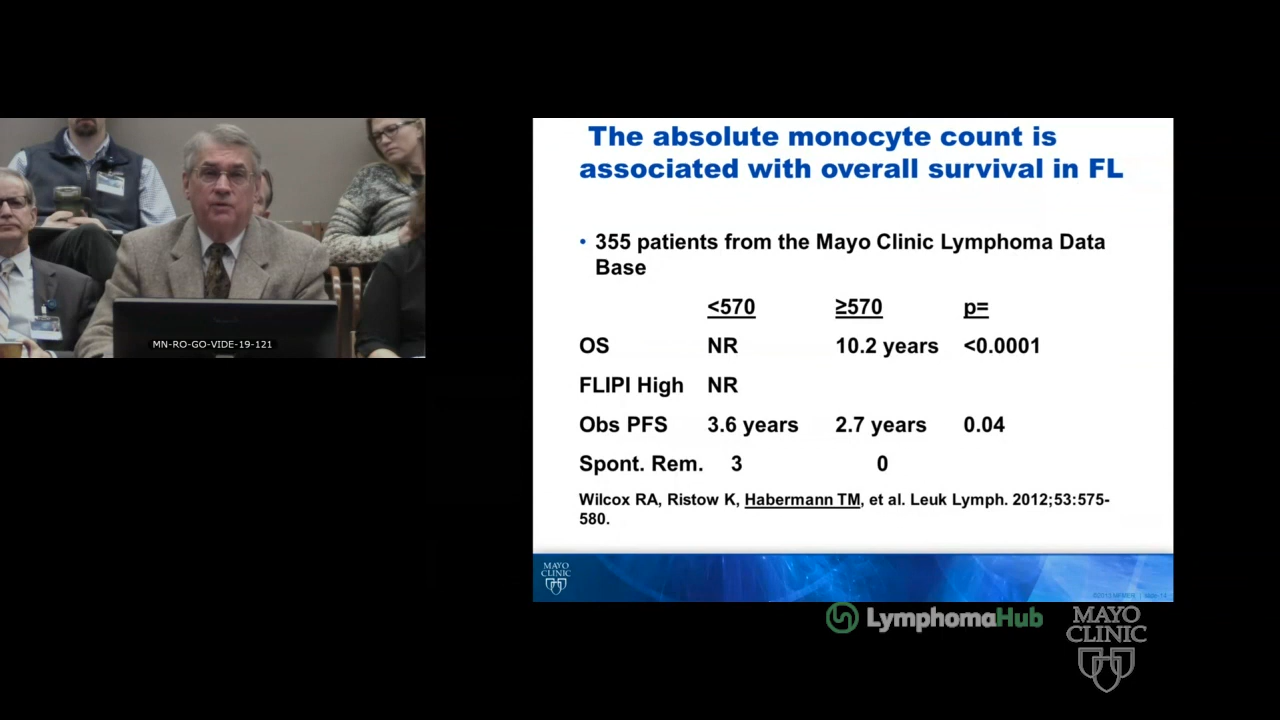 MN-RO-GO-VIDE-19-121
The absolute monocyte count is
associated with overall survival in FL
• 355 patients from the Mayo Clinic Lymphoma Data
Base
<570 ≥570 p=
OS NR 10.2 years <0.0001
FLIPI High NR
Obs PFS 3.6 years 2.7 years 0.04
Spont. Rem. 3 0
Wilcox RA, Ristow K, Habermann TM, et al. Leuk Lymph. 2012;53:575-
580.
MAYO
CLINIC
LymphomaHub
MAYO
CLINIC